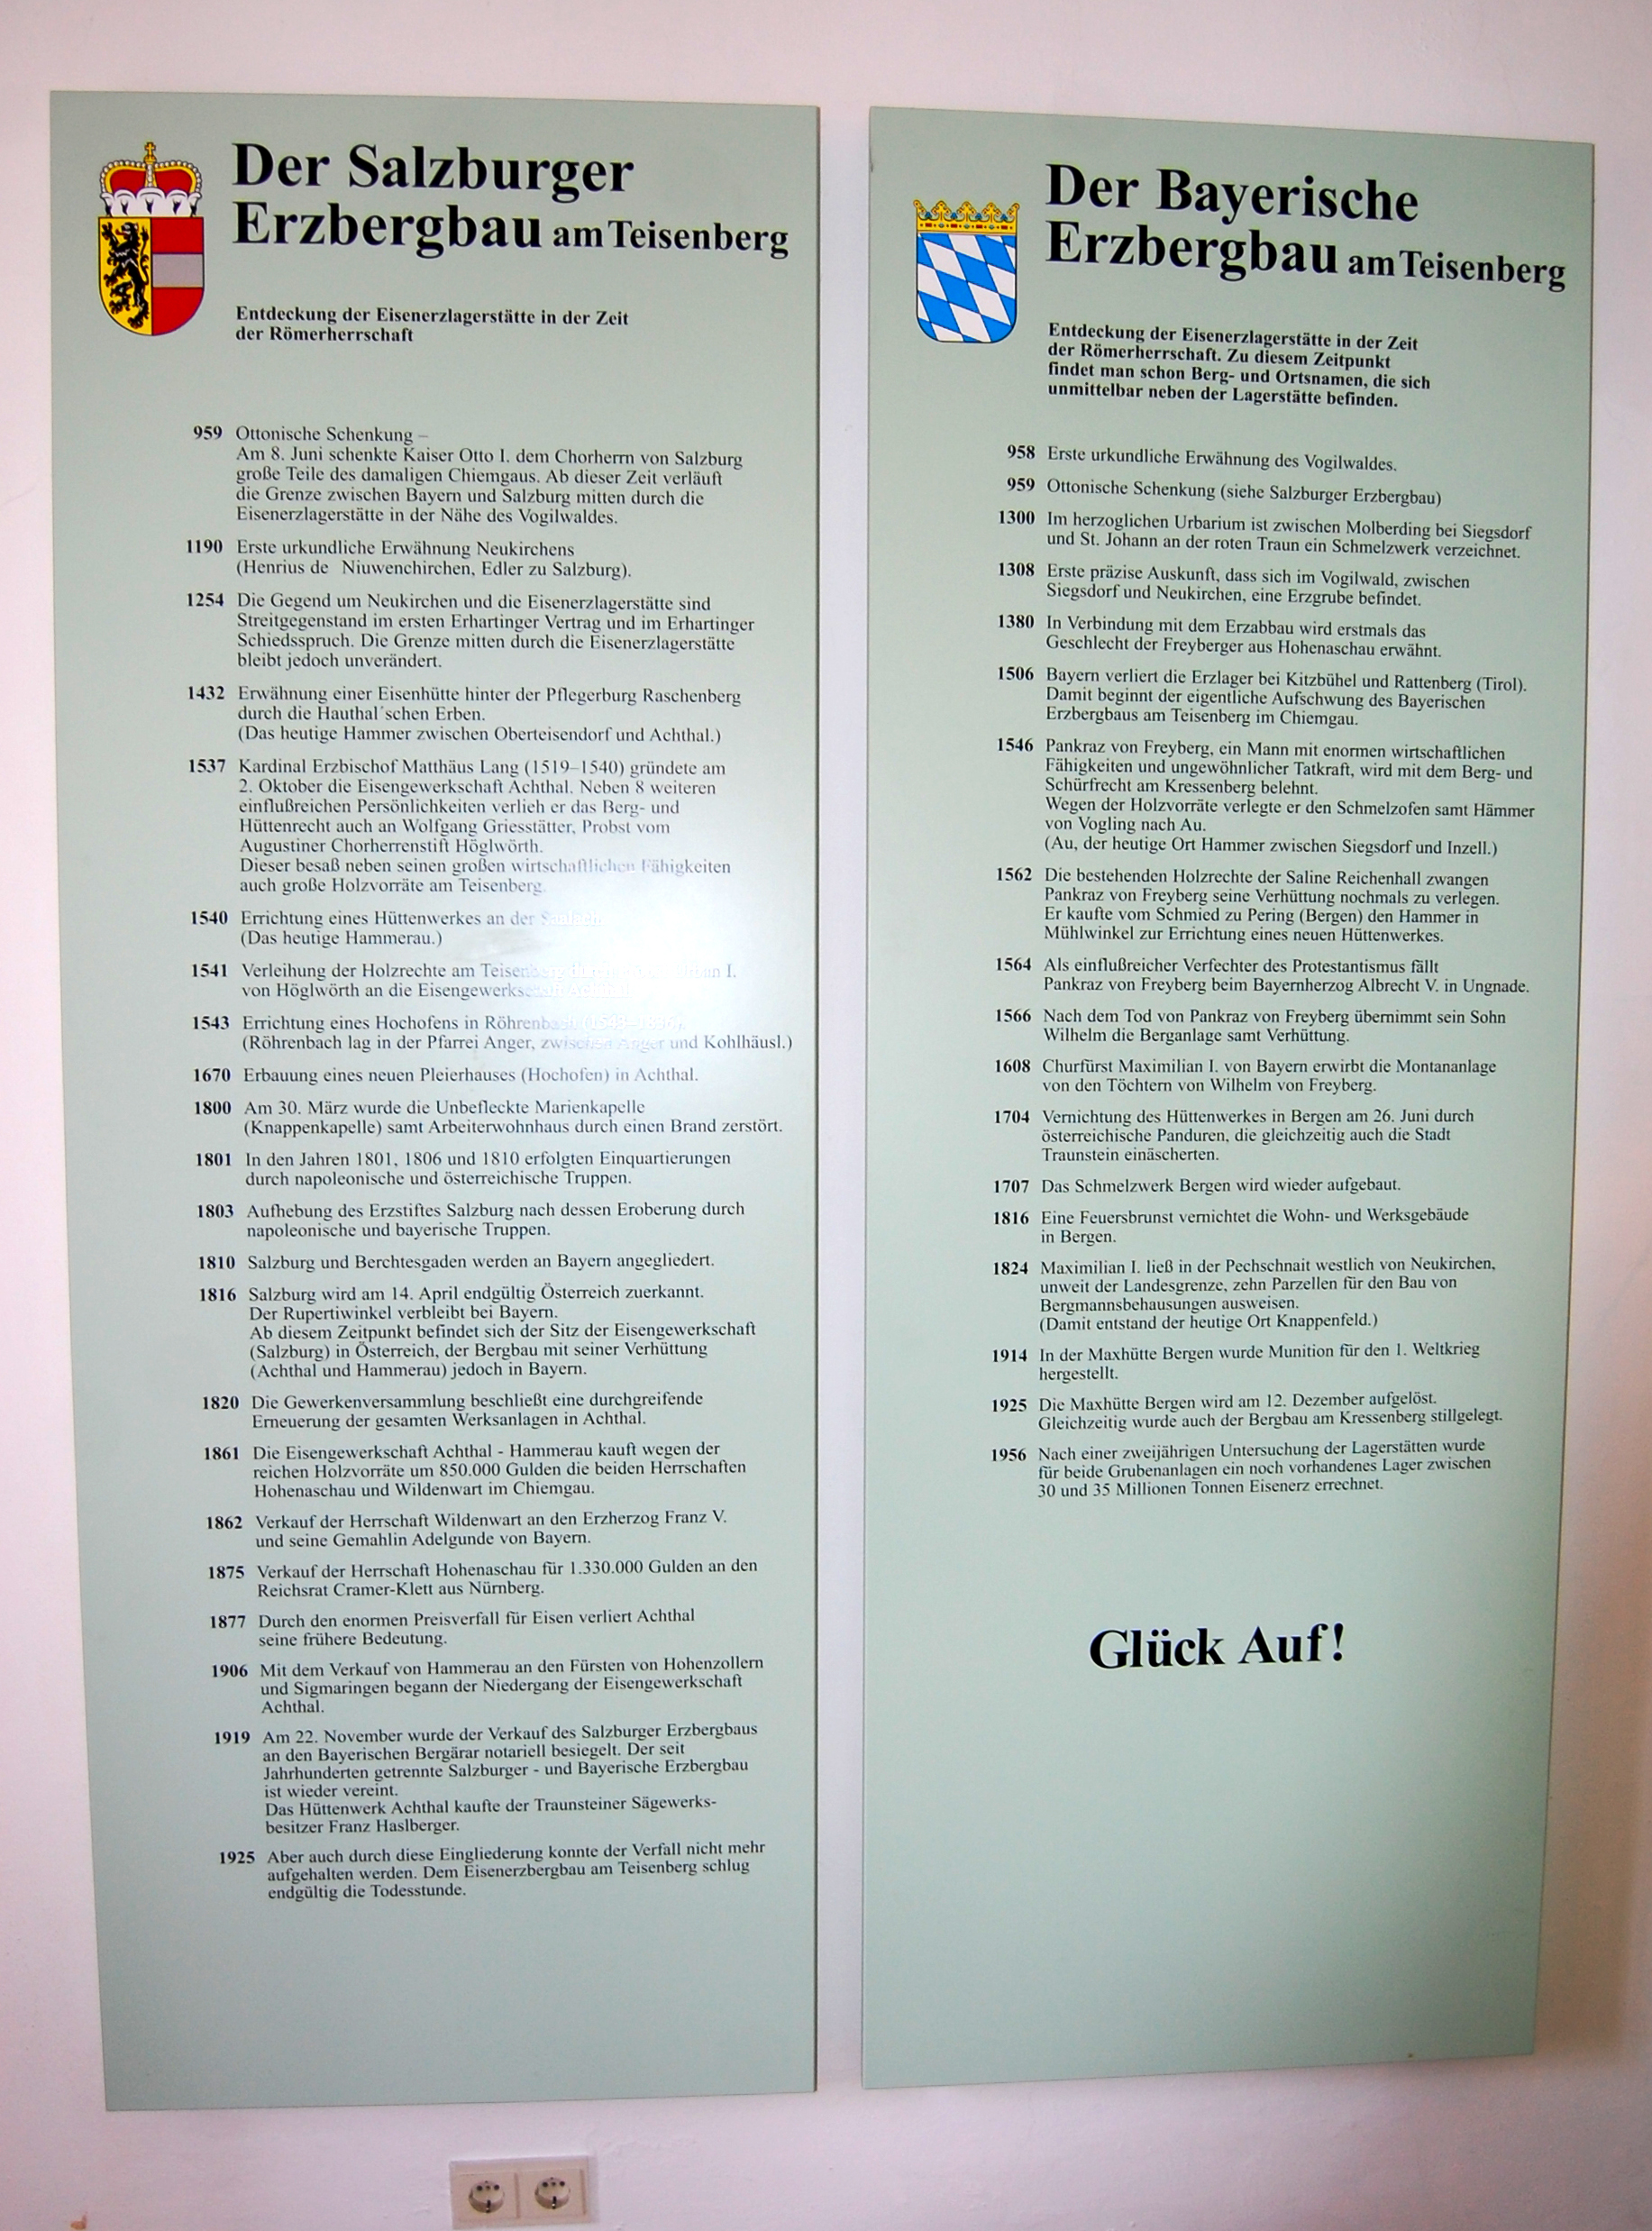 Der Salzburger
Erzbergbau am Teisenberg
Entdeckung der Eisenerzlagerstätte in der Zeit
der Römerherrschaft
959 Ottonische Schenkung –
Am 8. Juni schenkte Kaiser Otto I. dem Chorherrn von Salzburg
große Teile des damaligen Chiemgaus. Ab dieser Zeit verläuft
die Grenze zwischen Bayern und Salzburg mitten durch die
Eisenerzlagerstätte in der Nähe des Vogilwaldes.
1190 Erste urkundliche Erwähnung Neukirchens
(Henrius de Niuwenchirchen, Edler zu Salzburg).
1254 Die Gegend um Neukirchen und die Eisenerzlagerstätte sind
Streitgegenstand im ersten Erhartinger Vertrag und im Erhartinger
Schiedsspruch. Die Grenze mitten durch die Eisenerzlagerstätte
bleibt jedoch unverändert.
1432 Erwähnung einer Eisenhütte hinter der Pflegerburg Raschenberg
durch die Hauthal´schen Erben.
(Das heutige Hammer zwischen Oberteisendorf und Achthal.)
1537 Kardinal Erzbischof Matthäus Lang (1519–1540) gründete am
2. Oktober die Eisengewerkschaft Achthal. Neben 8 weiteren
einflußreichen Persönlichkeiten verlieh er das Berg- und
Hüttenrecht auch an Wolfgang Griesstätter, Probst vom
Augustiner Chorherrenstift Höglwörth.
Dieser besaß neben seinen großen wirtschaftlichen Fähigkeiten
auch große Holzvorräte am Teisenberg.
1540 Errichtung eines Hüttenwerkes an der Saalach.
(Das heutige Hammerau.)
1541 Verleihung der Holzrechte am Teisenberg I.
von Höglwörth an die Eisengewerkschaft Achthal.
1543 Errichtung eines Hochofens in Röhrenbach
(Röhrenbach lag in der Pfarrei Anger, zwischen Anger und Kohlhäusl.)
1670 Erbauung eines neuen Pleierhauses (Hochofen) in Achthal.
1800 Am 30. März wurde die Unbefleckte Marienkapelle
(Knappenkapelle) samt Arbeiterwohnhaus durch einen Brand zerstört.
1801 In den Jahren 1801, 1806 und 1810 erfolgten Einquartierungen
durch napoleonische und österreichische Truppen.
1803 Aufhebung des Erzstiftes Salzburg nach dessen Eroberung durch
napoleonische und bayerische Truppen.
1810 Salzburg und Berchtesgaden werden an Bayern angegliedert.
1816 Salzburg wird am 14. April endgültig Österreich zuerkannt.
Der Rupertiwinkel verbleibt bei Bayern.
Ab diesem Zeitpunkt befindet sich der Sitz der Eisengewerkschaft
(Salzburg) in Österreich, der Bergbau mit seiner Verhüttung
(Achthal und Hammerau) jedoch in Bayern.
1820 Die Gewerkenversammlung beschließt eine durchgreifende
Erneuerung der gesamten Werksanlagen in Achthal.
1861 Die Eisengewerkschaft Achthal - Hammerau kauft wegen der
reichen Holzvorräte um 850.000 Gulden die beiden Herrschaften
Hohenaschau und Wildenwart im Chiemgau.
1862 Verkauf der Herrschaft Wildenwart an den Erzherzog Franz V.
und seine Gemahlin Adelgunde von Bayern.
1875 Verkauf der Herrschaft Hohenaschau für 1.330.000 Gulden an den
Reichsrat Cramer-Klett aus Nürnberg.
1877 Durch den enormen Preisverfall für Eisen verliert Achthal
seine frühere Bedeutung.
1906 Mit dem Verkauf von Hammerau an den Fürsten von Hohenzollern
und Sigmaringen begann der Niedergang der Eisengewerkschaft
Achthal.
1919 Am 22. November wurde der Verkauf des Salzburger Erzbergbaus
an den Bayerischen Bergärar notariell besiegelt. Der seit
Jahrhunderten getrennte Salzburger - und Bayerische Erzbergbau
ist wieder vereint.
Das Hüttenwerk Achthal kaufte der Traunsteiner Sägewerks-
besitzer Franz Haslberger.
1925 Aber auch durch diese Eingliederung konnte der Verfall nicht mehr
aufgehalten werden. Dem Eisenerzbergbau am Teisenberg schlug
endgültig die Todesstunde.
Der Bayerische
Erzbergbau am Teisenberg
Entdeckung der Eisenerzlagerstätte in der Zeit
der Römerherrschaft. Zu diesem Zeitpunkt
findet man schon Berg- und Ortsnamen, die sich
unmittelbar neben der Lagerstätte befinden.
958 Erste urkundliche Erwähnung des Vogilwaldes.
959 Ottonische Schenkung (siehe Salzburger Erzbergbau)
1300 Im herzoglichen Urbarium ist zwischen Molberding bei Siegsdorf
und St. Johann an der roten Traun ein Schmelzwerk verzeichnet.
1308 Erste präzise Auskunft, dass sich im Vogilwald, zwischen
Siegsdorf und Neukirchen, eine Erzgrube befindet.
1380 In Verbindung mit dem Erzabbau wird erstmals das
Geschlecht der Freyberger aus Hohenaschau erwähnt.
1506 Bayern verliert die Erzlager bei Kitzbühel und Rattenberg (Tirol).
Damit beginnt der eigentliche Aufschwung des Bayerischen
Erzbergbaus am Teisenberg im Chiemgau.
1546 Pankraz von Freyberg, ein Mann mit enormen wirtschaftlichen
Fähigkeiten und ungewöhnlicher Tatkraft, wird mit dem Berg- und
Schürfrecht am Kressenberg belehnt.
Wegen der Holzvorräte verlegte er den Schmelzofen samt Hämmer
von Vogling nach Au.
(Au, der heutige Ort Hammer zwischen Siegsdorf und Inzell.)
1562 Die bestehenden Holzrechte der Saline Reichenhall zwangen
Pankraz von Freyberg seine Verhüttung nochmals zu verlegen.
Er kaufte vom Schmied zu Pering (Bergen) den Hammer in
Mühlwinkel zur Errichtung eines neuen Hüttenwerkes.
1564 Als einflußreicher Verfechter des Protestantismus fällt
Pankraz von Freyberg beim Bayernherzog Albrecht V. in Ungnade.
1566 Nach dem Tod von Pankraz von Freyberg übernimmt sein Sohn
Wilhelm die Berganlage samt Verhüttung.
1608 Churfürst Maximilian I. von Bayern erwirbt die Montananlage
von den Töchtern von Wilhelm von Freyberg.
1704 Vernichtung des Hüttenwerkes in Bergen am 26. Juni durch
österreichische Panduren, die gleichzeitig auch die Stadt
Traunstein einäscherten.
1707 Das Schmelzwerk Bergen wird wieder aufgebaut.
1816 Eine Feuersbrunst vernichtet die Wohn- und Werksgebäude
in Bergen.
1824 Maximilian I. ließ in der Pechschnait westlich von Neukirchen,
unweit der Landesgrenze, zehn Parzellen für den Bau von
Bergmannsbehausungen ausweisen.
(Damit entstand der heutige Ort Knappenfeld.)
1914 In der Maxhütte Bergen wurde Munition für den 1. Weltkrieg
hergestellt.
1925 Die Maxhütte Bergen wird am 12. Dezember aufgelöst.
Gleichzeitig wurde auch der Bergbau am Kressenberg stillgelegt.
1956 Nach einer zweijährigen Untersuchung der Lagerstätten wurde
für beide Grubenanlagen ein noch vorhandenes Lager zwischen
30 und 35 Millionen Tonnen Eisenerz errechnet.
Glück Auf!